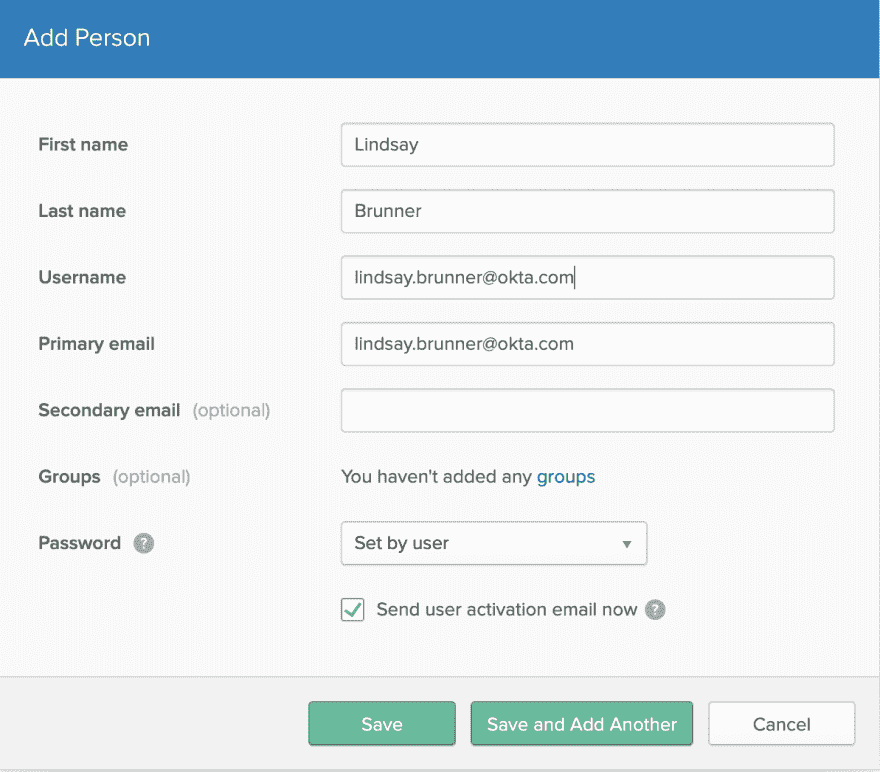 Add Person
First name Lindsay
Last name Brunner
Username lindsay.brunner@okta.com
Primary email lindsay.brunner@okta.com
Secondary email (optional)
Groups (optional) You haven't added any groups
Password ? Set by user
Send user activation email now ?
Save Save and Add Another Cancel